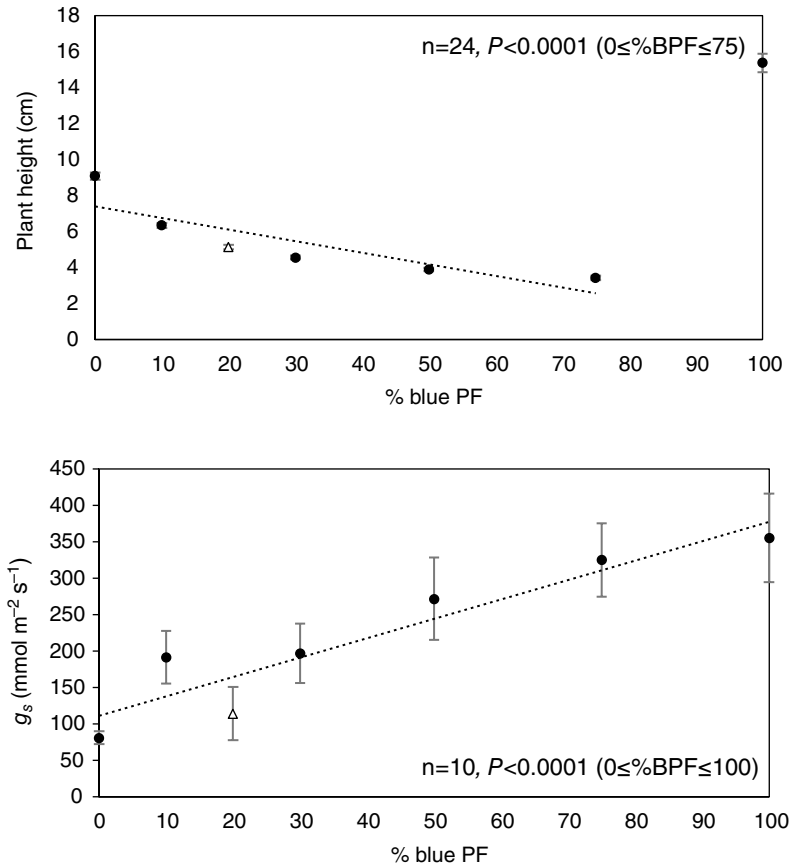 18
16
14
12
10
8
6
4
2
0
Plant height (cm)
n=24, P<0.0001 (0≤%BPF≤75)
0 10 20 30 40 50 60 70 80 90 100
% blue PF
450
400
350
300
250
200
150
100
50
0
gs (mmol m−2 s−1)
n=10, P<0.0001 (0≤%BPF≤100)
0 10 20 30 40 50 60 70 80 90 100
% blue PF